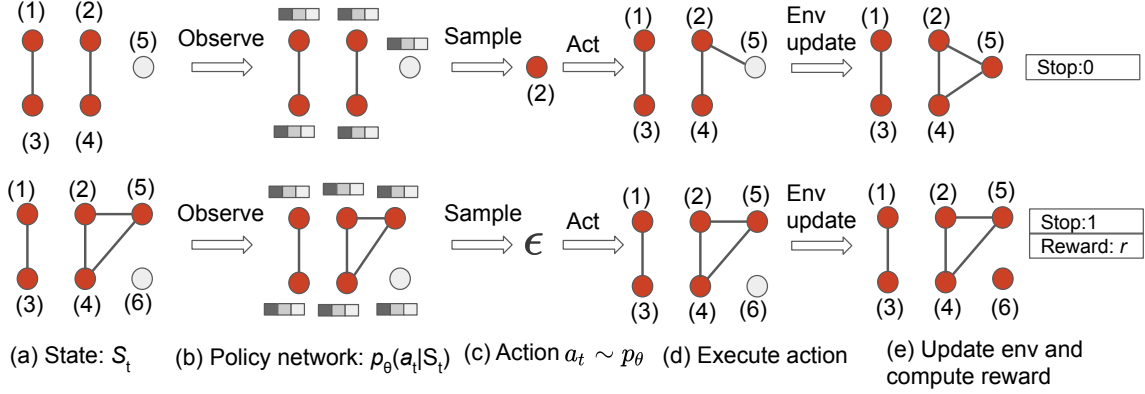 (1) (2)
(5)
(3) (4)
Observe
Sample
(2)
Act
(1) (2)
(5)
(3) (4)
Env
update
(1) (2)
(5)
(3) (4)
Stop:0
(1) (2) (5)
(3) (4) (6)
Observe
Sample
ϵ
Act
(1) (2) (5)
(3) (4) (6)
Env
update
(1) (2) (5)
(3) (4) (6)
Stop:1
Reward: r
(a) State: S_t
(b) Policy network: p_θ(a_t|S_t)
(c) Action a_t ∼ p_θ
(d) Execute action
(e) Update env and
compute reward